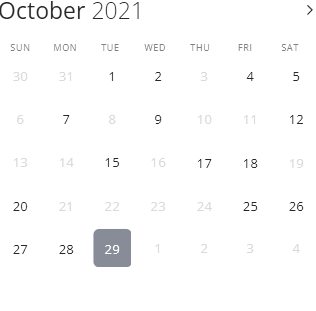 October 2021
SUN MON TUE WED THU FRI SAT
30 31 1 2 3 4 5
6 7 8 9 10 11 12
13 14 15 16 17 18 19
20 21 22 23 24 25 26
27 28 29 1 2 3 4